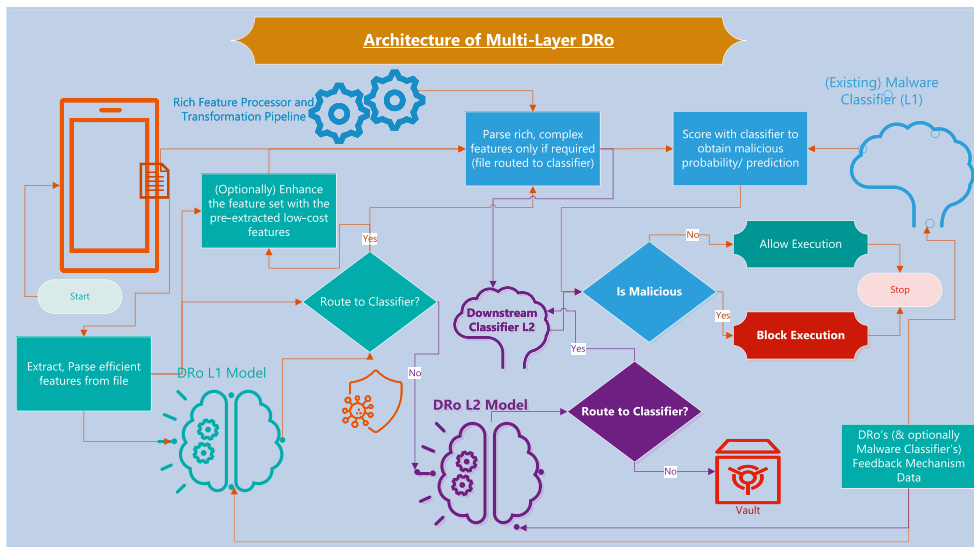 Architecture of Multi-Layer DRo
(Existing) Malware
Classifier (L1)
Rich Feature Processor and
Transformation Pipeline
Parse rich, complex
features only if required
(file routed to classifier)
Score with classifier to
obtain malicious
probability/ prediction
(Optionally) Enhance
the feature set with the
pre-extracted low-cost
features
Yes
No
Allow Execution
Start
Route to Classifier?
Is Malicious
Stop
Downstream
Classifier L2
Yes
Block Execution
Extract, Parse efficient
features from file
DRo L1 Model
No
Yes
DRo L2 Model
Route to Classifier?
DRo's (& optionally
Malware Classifier's)
Feedback Mechanism
Data
No
Vault